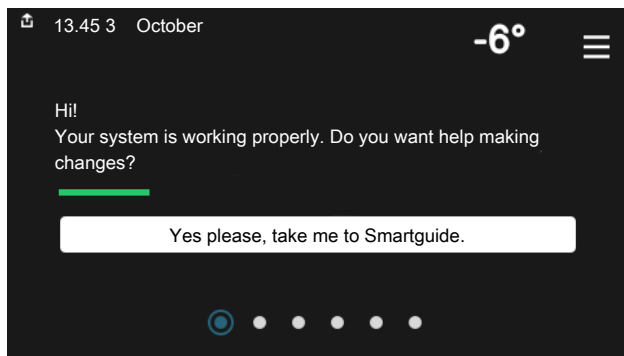 13.45 3 October
-6°
Hi!
Your system is working properly. Do you want help making
changes?
Yes please, take me to Smartguide.